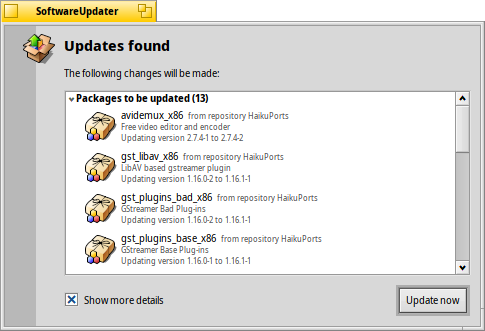 SoftwareUpdater
Updates found
The following changes will be made:
Packages to be updated (13)
avidemux_x86 from repository HaikuPorts
Free video editor and encoder
Updating version 2.7.4-1 to 2.7.4-2
gst_libav_x86 from repository HaikuPorts
LibAV based gstreamer plugin
Updating version 1.16.0-2 to 1.16.1-1
gst_plugins_bad_x86 from repository HaikuPorts
GStreamer Bad Plug-ins
Updating version 1.16.0-2 to 1.16.1-1
gst_plugins_base_x86 from repository HaikuPorts
GStreamer Base Plug-ins
Updating version 1.16.0-1 to 1.16.1-1
Show more details
Update now